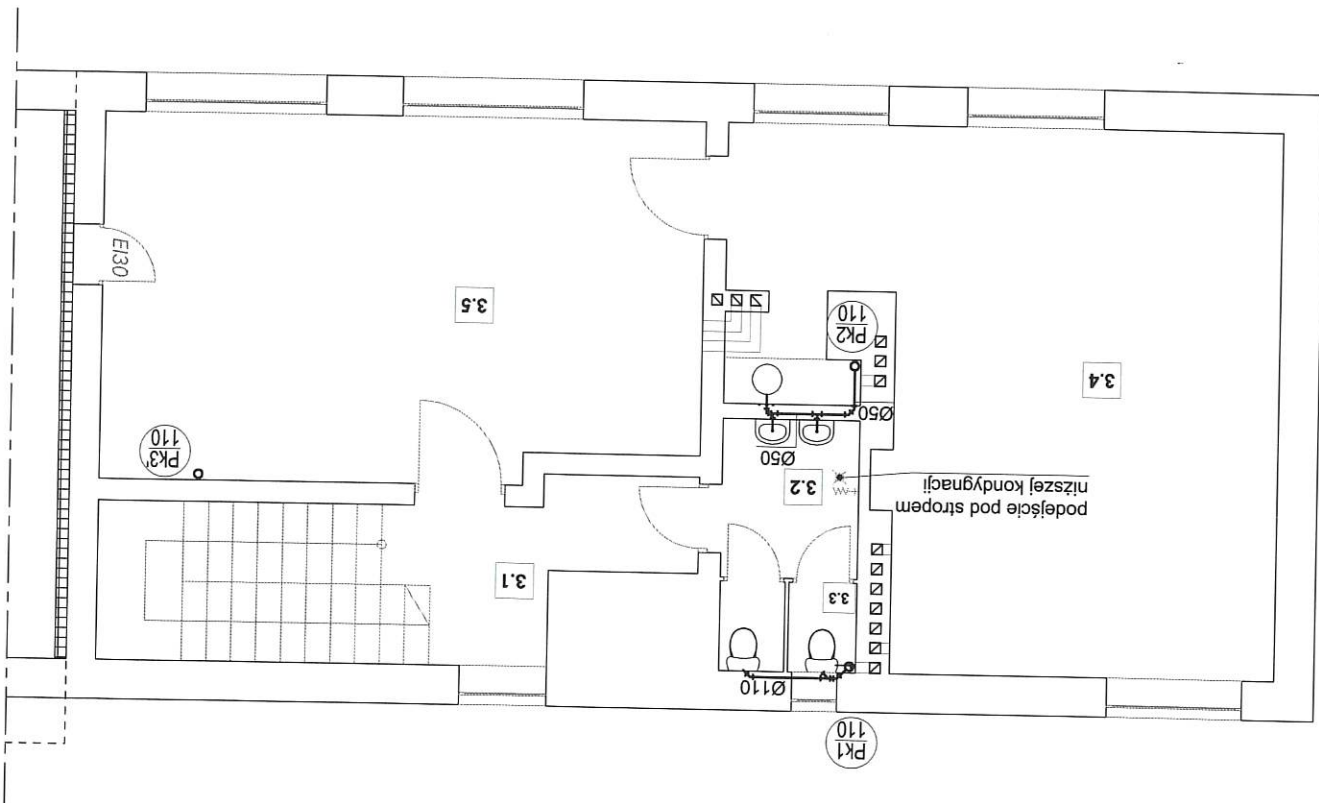 Pk1
110
Ø110
3.3
3.1
podejście pod stropem
niższej kondygnacji
3.2
Ø50
Ø50
Pk3'
110
3.4
Pk2
110
3.5
EI30